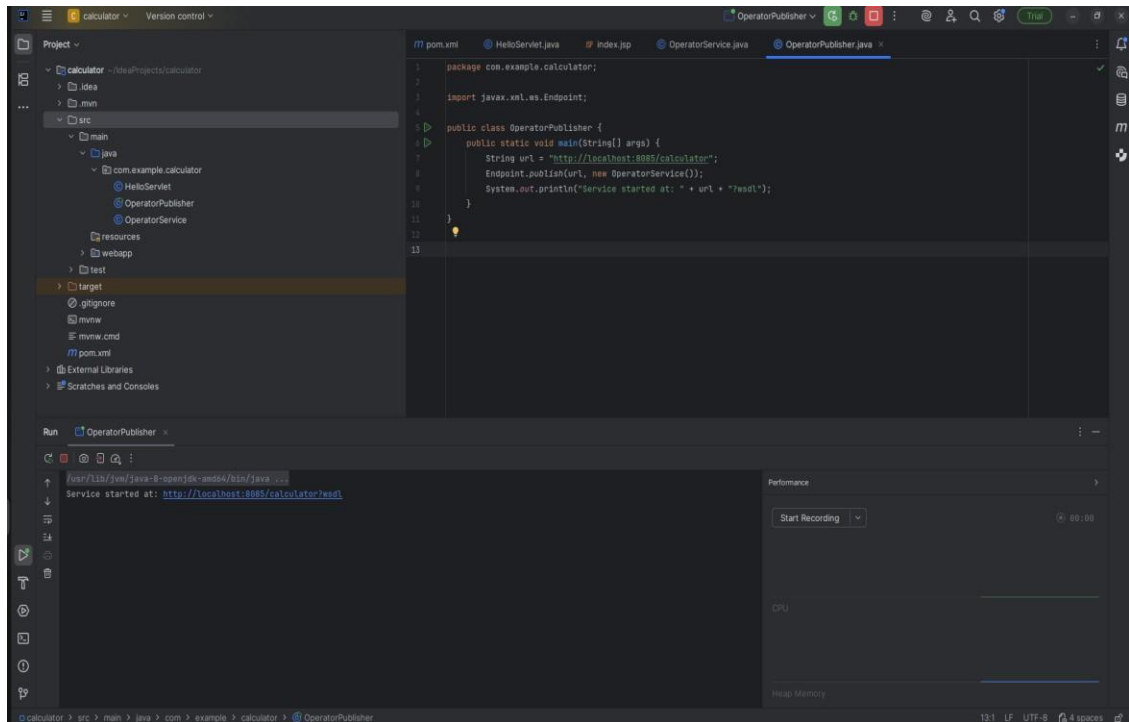 calculator Version control OperatorPublisher Trial
Project
pom.xml HelloServlet.java index.jsp OperatorService.java OperatorPublisher.java
calculator ~/IdeaProjects/calculator
.idea
.mvn
src
main
java
com.example.calculator
HelloServlet
OperatorPublisher
OperatorService
resources
webapp
test
target
.gitignore
mvnw
mvnw.cmd
pom.xml
External Libraries
Scratches and Consoles
1 package com.example.calculator;
2
3 import javax.xml.ws.Endpoint;
4
5 public class OperatorPublisher {
6 public static void main(String[] args) {
7 String url = "http://localhost:8085/calculator";
8 Endpoint.publish(url, new OperatorService());
9 System.out.println("Service started at: " + url + "?wsdl");
10 }
11 }
12
13
Run OperatorPublisher
/usr/lib/jvm/java-8-openjdk-amd64/bin/java ...
Service started at: http://localhost:8085/calculator?wsdl
Performance
Start Recording 00:00
CPU
Heap Memory
calculator > src > main > java > com > example > calculator > OperatorPublisher 13:1 LF UTF-8 4 spaces